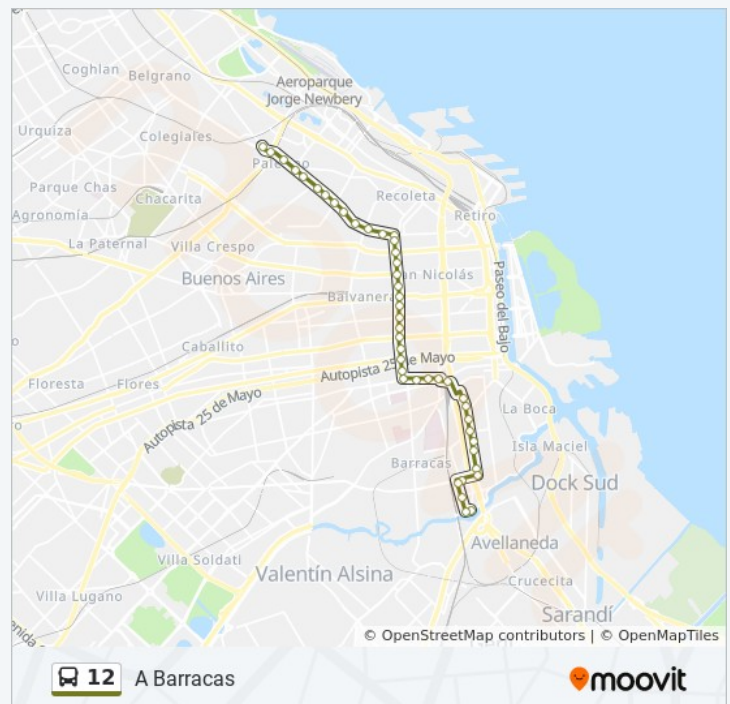 Coghlan
Belgrano
Aeroparque
Jorge Newbery
Urquiza
Colegiales
Palermo
Parque Chas
Chacarita
Recoleta
Agronomía
Retiro
La Paternal
Villa Crespo
Buenos Aires
an Nicolás
Balvanera
Paseo del Bajo
Caballito
Autopista 25 de Mayo
Floresta
Flores
Autopista 25 de Mayo
La Boca
Isla Maciel
Barracas
Dock Sud
Avellaneda
Villa Soldati
Valentín Alsina
Crucecita
Villa Lugano
Sarandí
© OpenStreetMap contributors | © OpenMapTiles
12 A Barracas
moovit